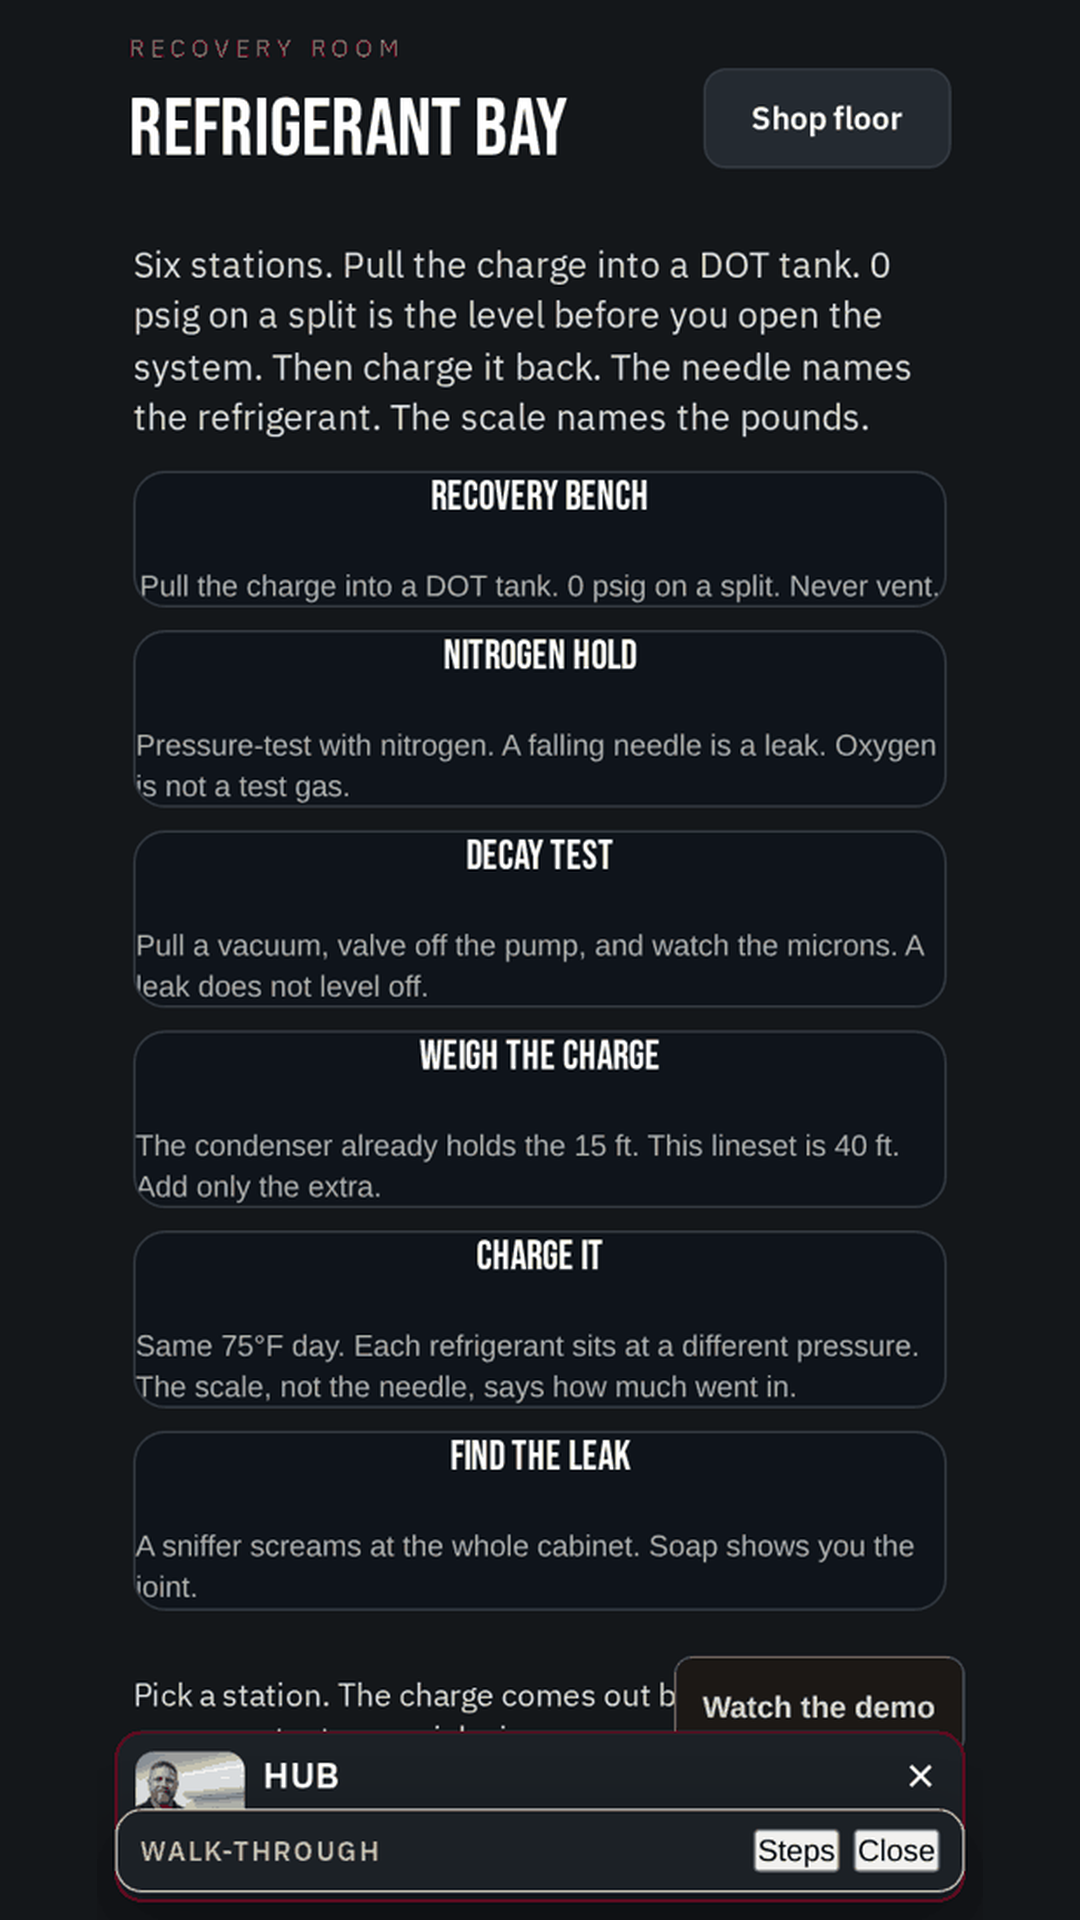 RECOVERY ROOM
REFRIGERANT BAY
Shop floor
Six stations. Pull the charge into a DOT tank. 0
psig on a split is the level before you open the
system. Then charge it back. The needle names
the refrigerant. The scale names the pounds.
RECOVERY BENCH
Pull the charge into a DOT tank. 0 psig on a split. Never vent.
NITROGEN HOLD
Pressure-test with nitrogen. A falling needle is a leak. Oxygen
is not a test gas.
DECAY TEST
Pull a vacuum, valve off the pump, and watch the microns. A
leak does not level off.
WEIGH THE CHARGE
The condenser already holds the 15 ft. This lineset is 40 ft.
Add only the extra.
CHARGE IT
Same 75°F day. Each refrigerant sits at a different pressure.
The scale, not the needle, says how much went in.
FIND THE LEAK
A sniffer screams at the whole cabinet. Soap shows you the
joint.
Pick a station. The charge comes out
Watch the demo
HUB
×
WALK-THROUGH
Steps
Close